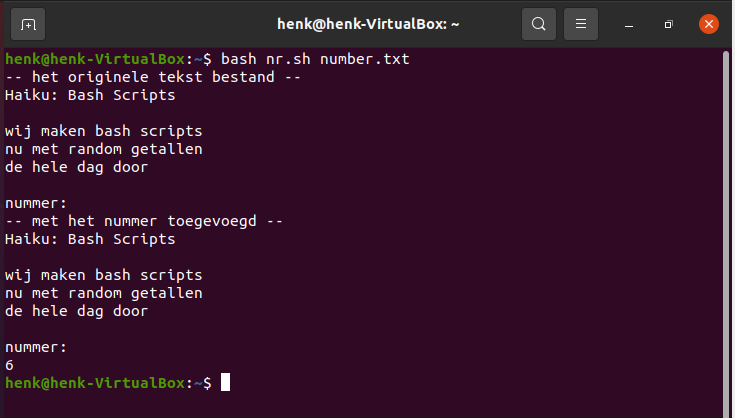 henk@henk-VirtualBox: ~
henk@henk-VirtualBox:~$ bash nr.sh number.txt
-- het originele tekst bestand --
Haiku: Bash Scripts

wij maken bash scripts
nu met random getallen
de hele dag door

nummer:
-- met het nummer toegevoegd --
Haiku: Bash Scripts

wij maken bash scripts
nu met random getallen
de hele dag door

nummer:
6
henk@henk-VirtualBox:~$